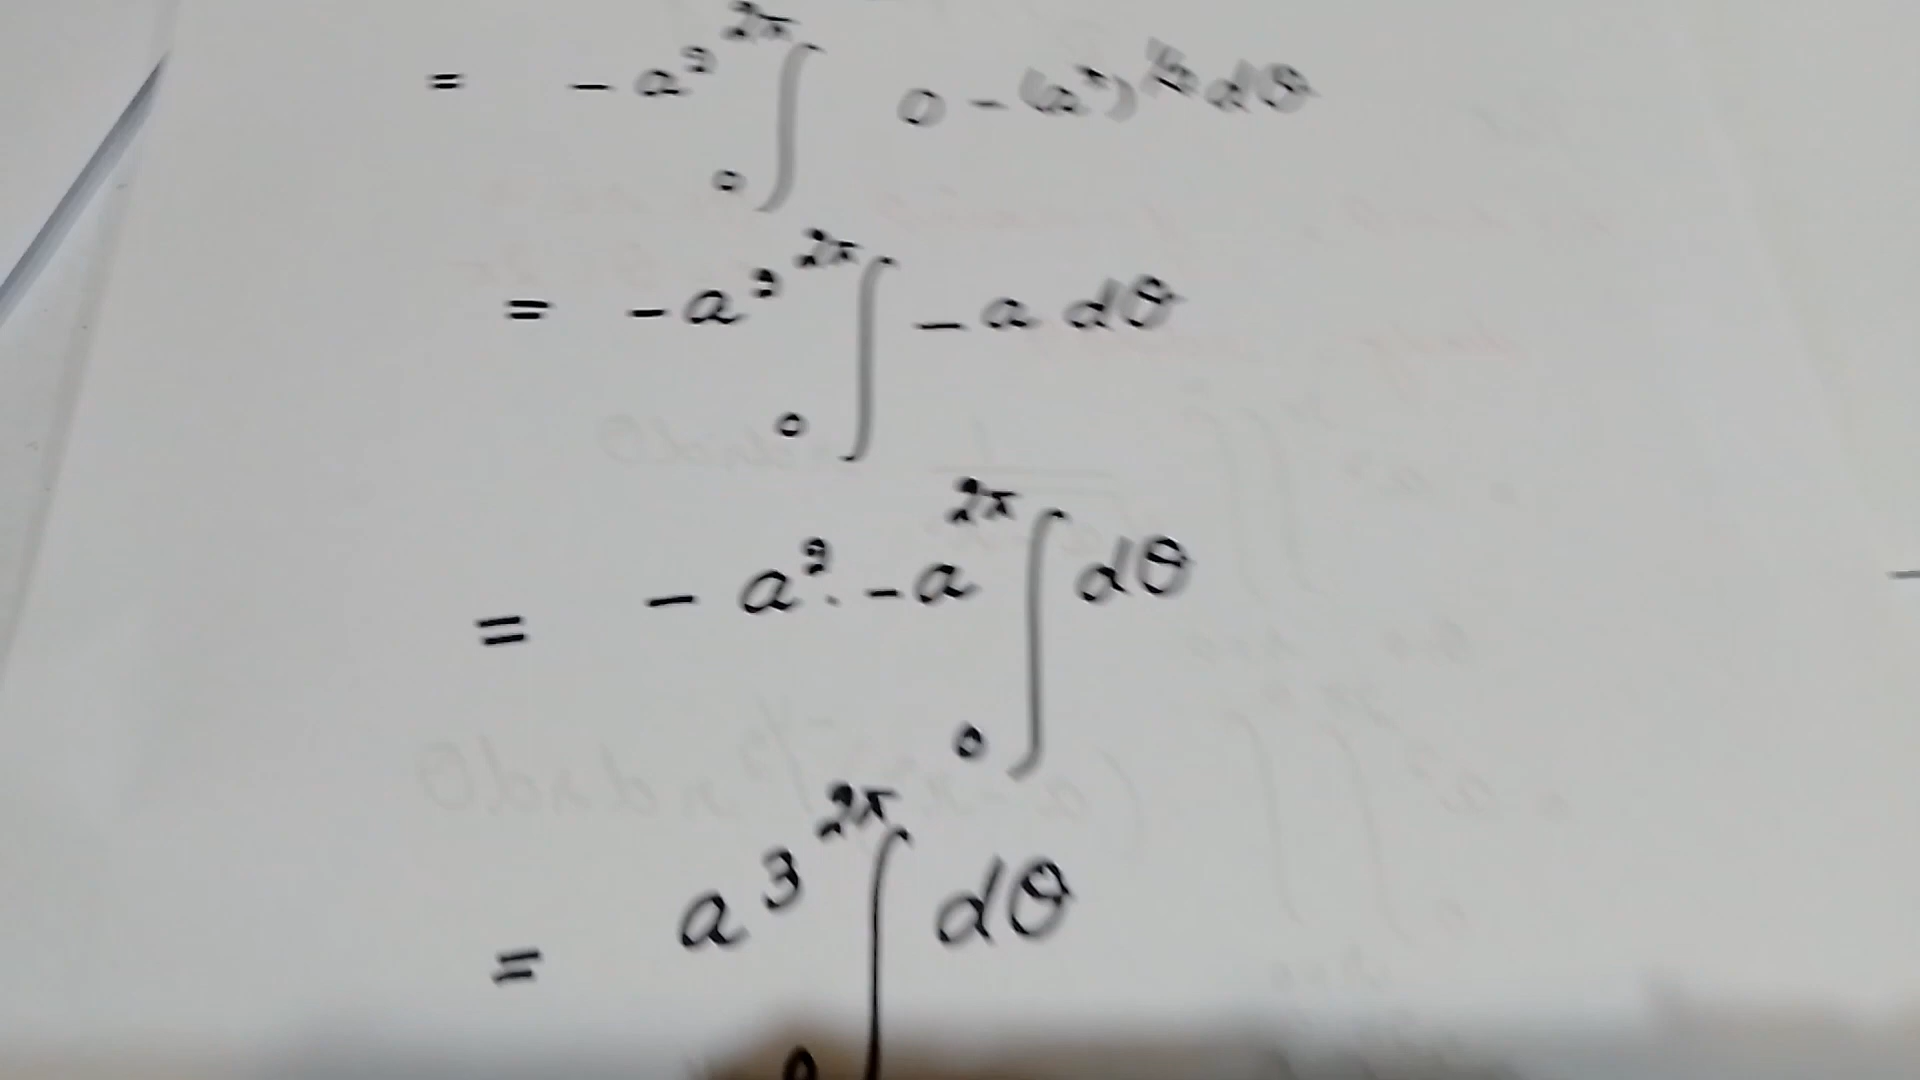 = - a² ∫₀^2π 0 - (a²)^½ dθ
= - a² ∫₀^2π - a dθ
= - a² . - a ∫₀^2π dθ
= a³ ∫₀^2π dθ